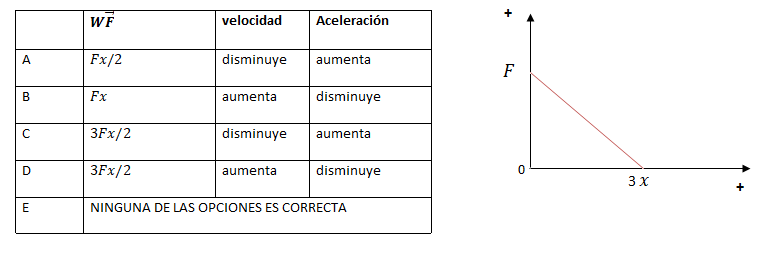 WF⃗ velocidad Aceleración
A Fx/2 disminuye aumenta
B Fx aumenta disminuye
C 3Fx/2 disminuye aumenta
D 3Fx/2 aumenta disminuye
E NINGUNA DE LAS OPCIONES ES CORRECTA
+
F
0
3 x
+